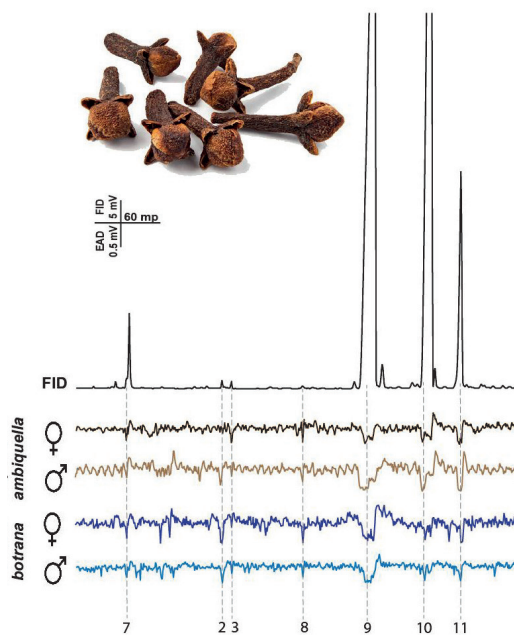 FID 5 mV
EAD 0.5 mV
60 mp
FID
ambiquella
♀
♂
botrana
♀
♂
7 2 3 8 9 10 11